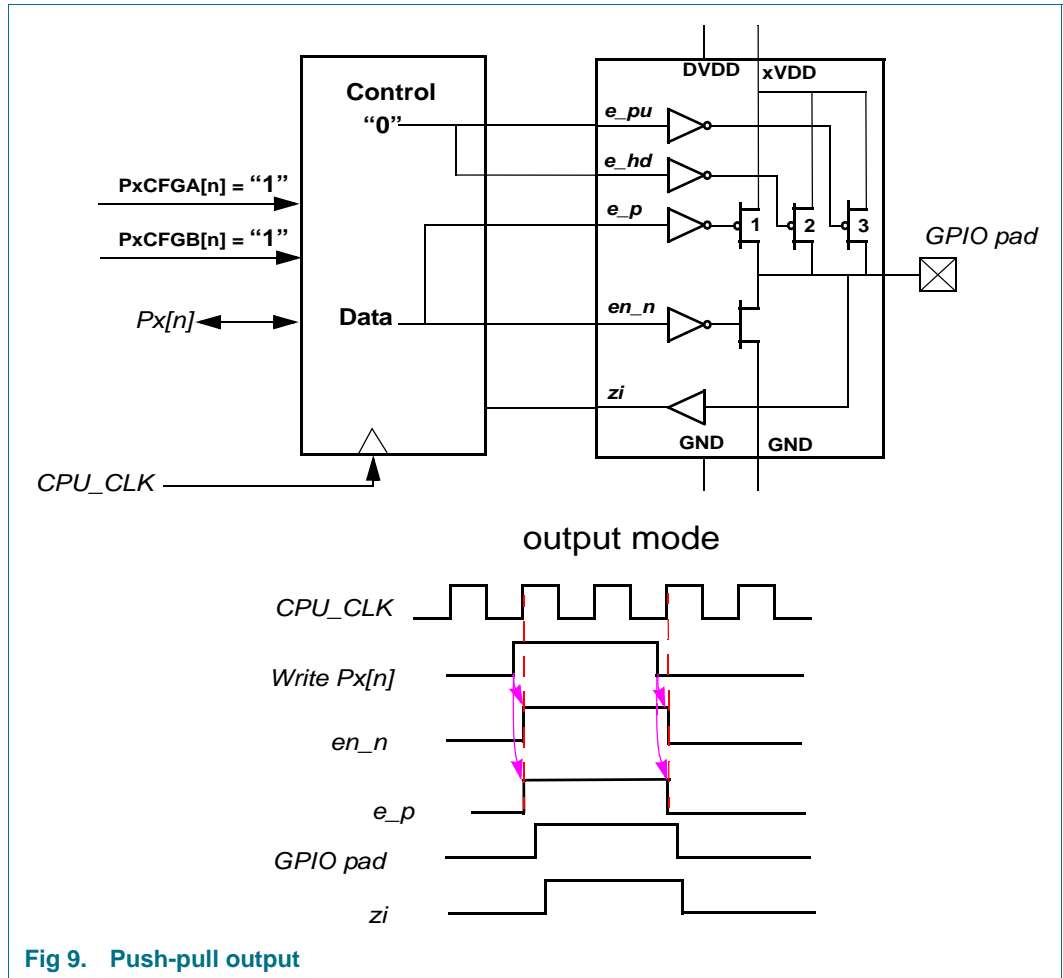 DVDD
xVDD
Control
“0”
e_pu
e_hd
PxCFGA[n] = “1”
e_p
1
2
3
GPIO pad
PxCFGB[n] = “1”
Px[n]
Data
en_n
zi
GND
GND
CPU_CLK
output mode
CPU_CLK
Write Px[n]
en_n
e_p
GPIO pad
zi
Fig 9. Push-pull output